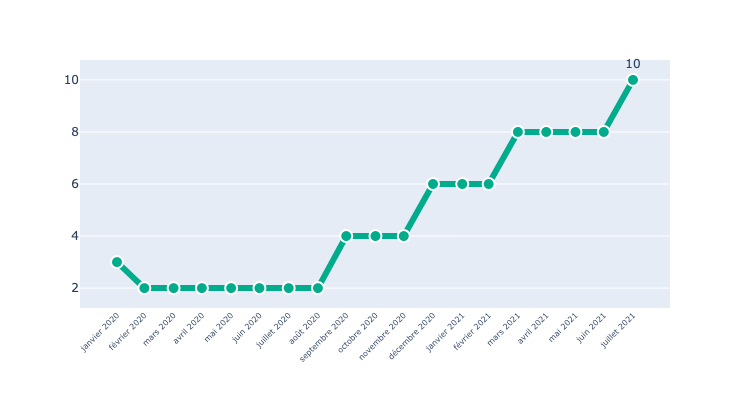 10
10
8
6
4
2
janvier 2020
février 2020
mars 2020
avril 2020
mai 2020
juin 2020
juillet 2020
août 2020
septembre 2020
octobre 2020
novembre 2020
décembre 2020
janvier 2021
février 2021
mars 2021
avril 2021
mai 2021
juin 2021
juillet 2021